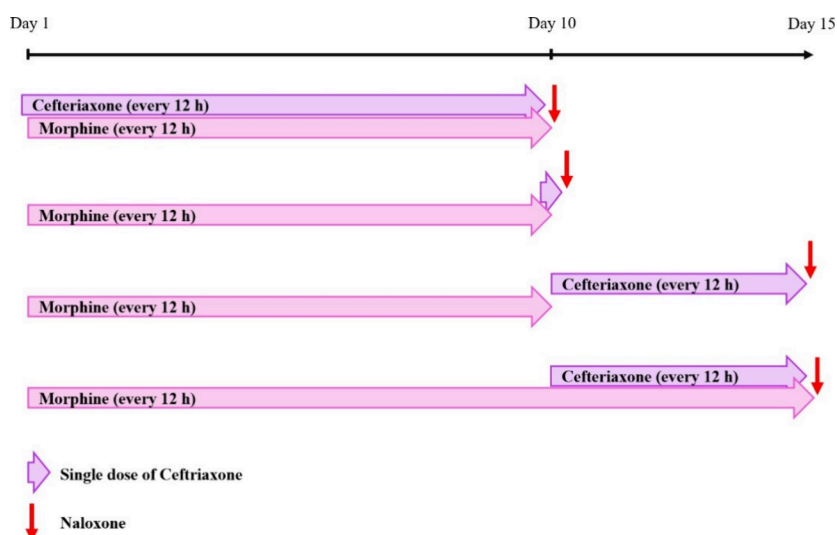 Day 1 Day 10 Day 15
Cefteriaxone (every 12 h)
Morphine (every 12 h)
Morphine (every 12 h)
Cefteriaxone (every 12 h)
Morphine (every 12 h)
Cefteriaxone (every 12 h)
Morphine (every 12 h)
Single dose of Ceftriaxone
Naloxone